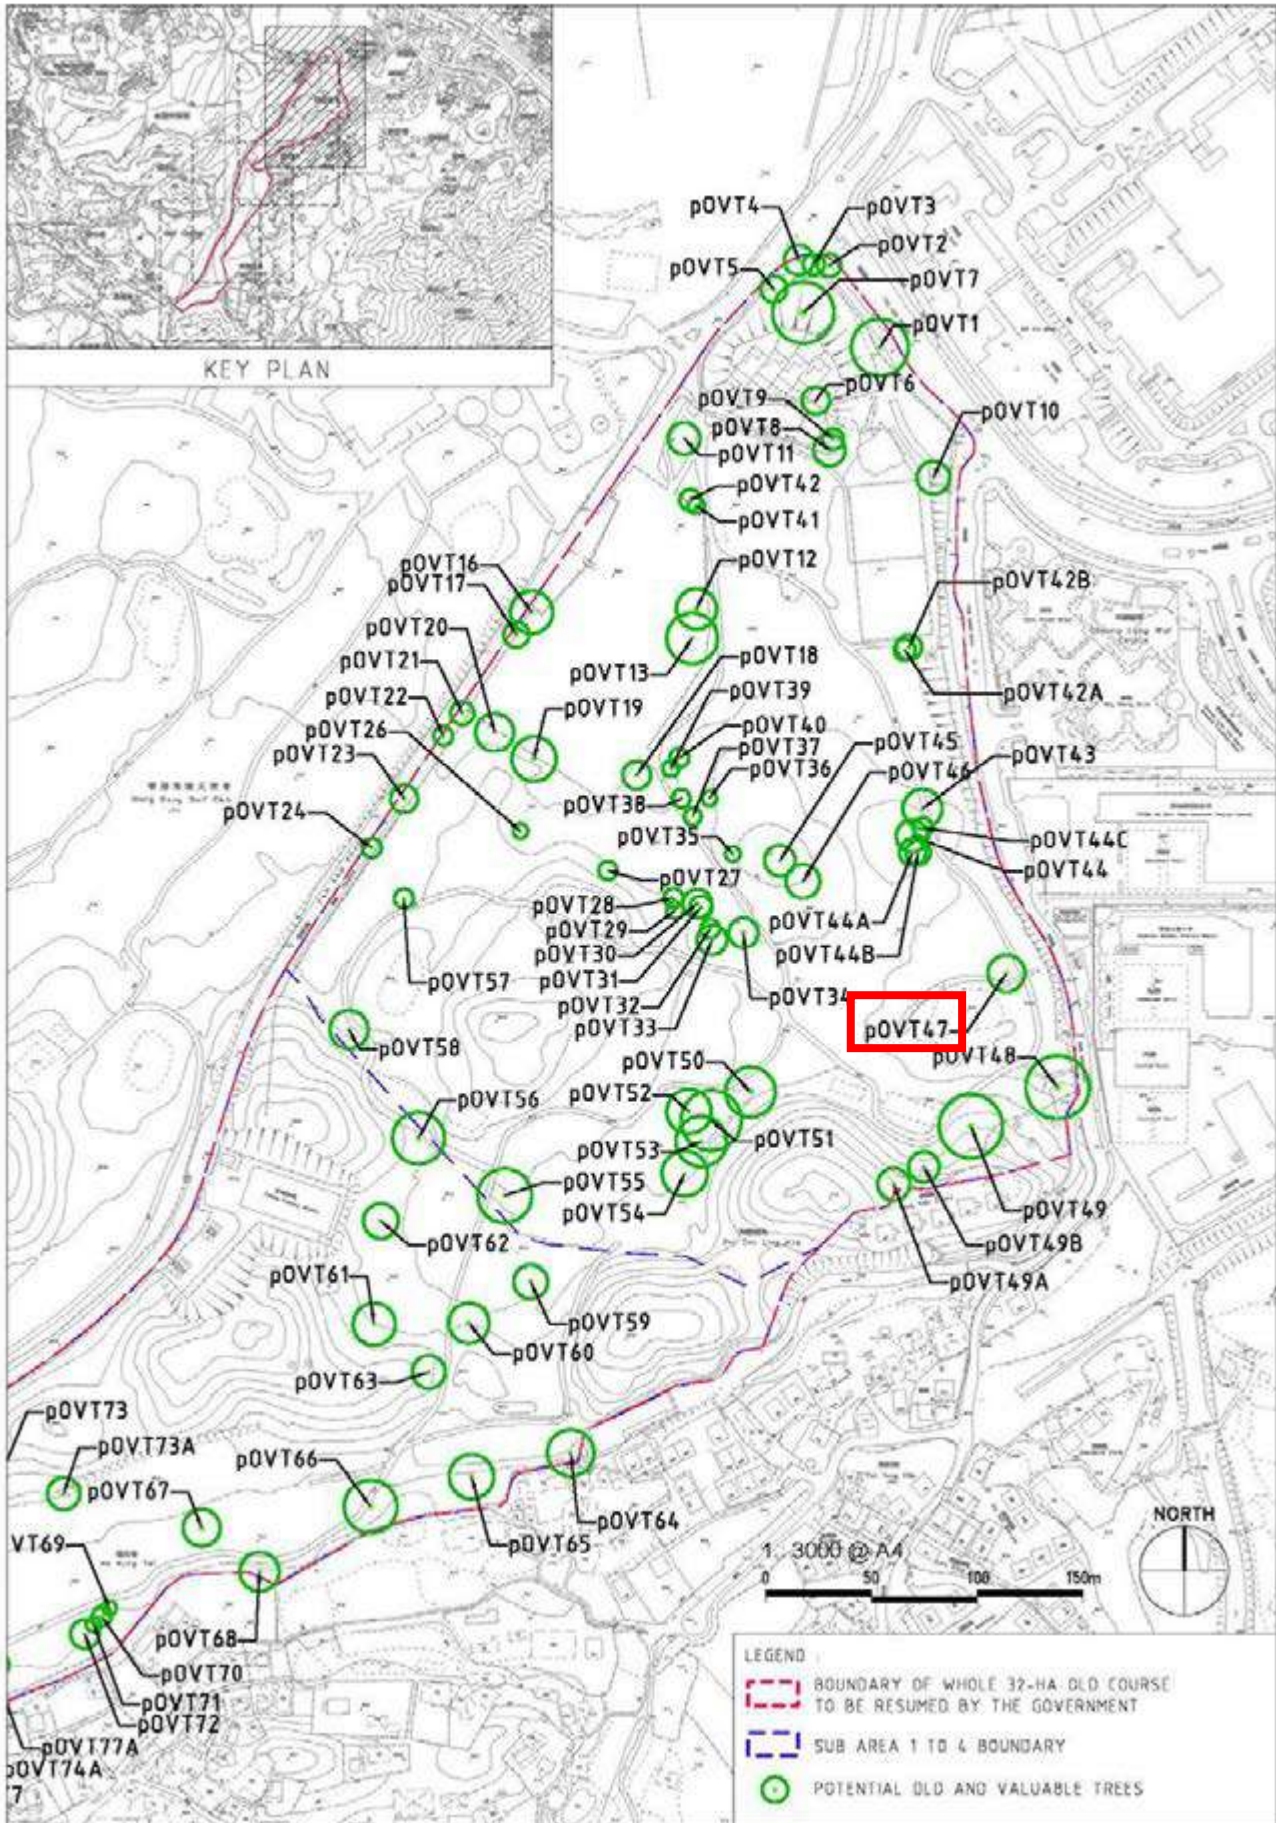 KEY PLAN
pOVT4
pOVT3
pOVT2
pOVT5
pOVT7
pOVT1
pOVT6
pOVT9
pOVT10
pOVT8
pOVT11
pOVT42
pOVT41
pOVT16
pOVT12
pOVT17
pOVT42B
pOVT20
pOVT18
pOVT21
pOVT13
pOVT39
pOVT42A
pOVT22
pOVT19
pOVT40
pOVT26
pOVT37
pOVT45
pOVT43
pOVT23
pOVT36
pOVT46
pOVT38
pOVT24
pOVT35
pOVT44C
pOVT44
pOVT27
pOVT28
pOVT44A
pOVT29
pOVT30
pOVT44B
pOVT57
pOVT31
pOVT34
pOVT32
pOVT33
pOVT47
pOVT58
pOVT50
pOVT48
pOVT52
pOVT56
pOVT51
pOVT53
pOVT55
pOVT54
pOVT49
pOVT62
pOVT49B
pOVT61
pOVT49A
pOVT59
pOVT60
pOVT63
pOVT73
pOVT73A
pOVT66
pOVT67
pOVT64
pOVT65
VT69
pOVT68
pOVT70
pOVT71
pOVT72
pOVT77A
pOVT74A
7
NORTH
1 : 3000 @ A4
0 50 100 150m
LEGEND :
BOUNDARY OF WHOLE 32-HA OLD COURSE
TO BE RESUMED BY THE GOVERNMENT
SUB AREA 1 TO 4 BOUNDARY
POTENTIAL OLD AND VALUABLE TREES